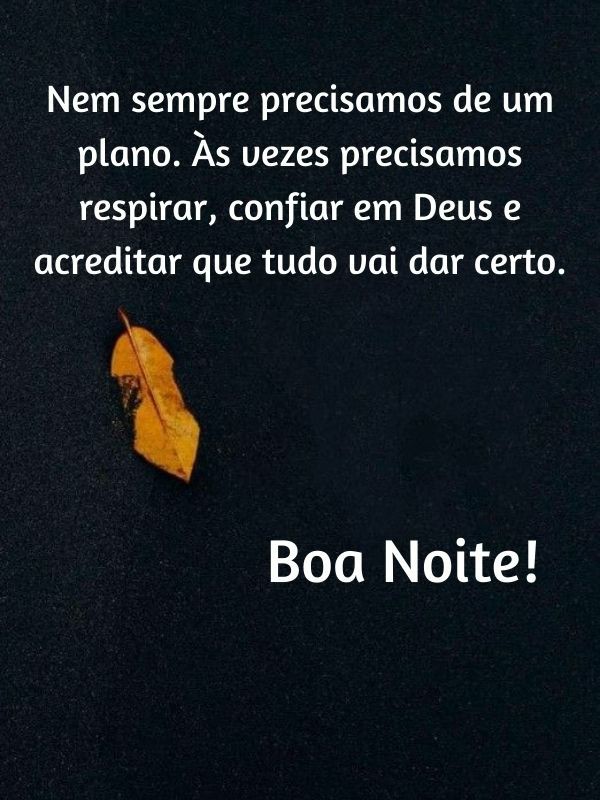 Nem sempre precisamos de um
plano. Às vezes precisamos
respirar, confiar em Deus e
acreditar que tudo vai dar certo.
Boa Noite!